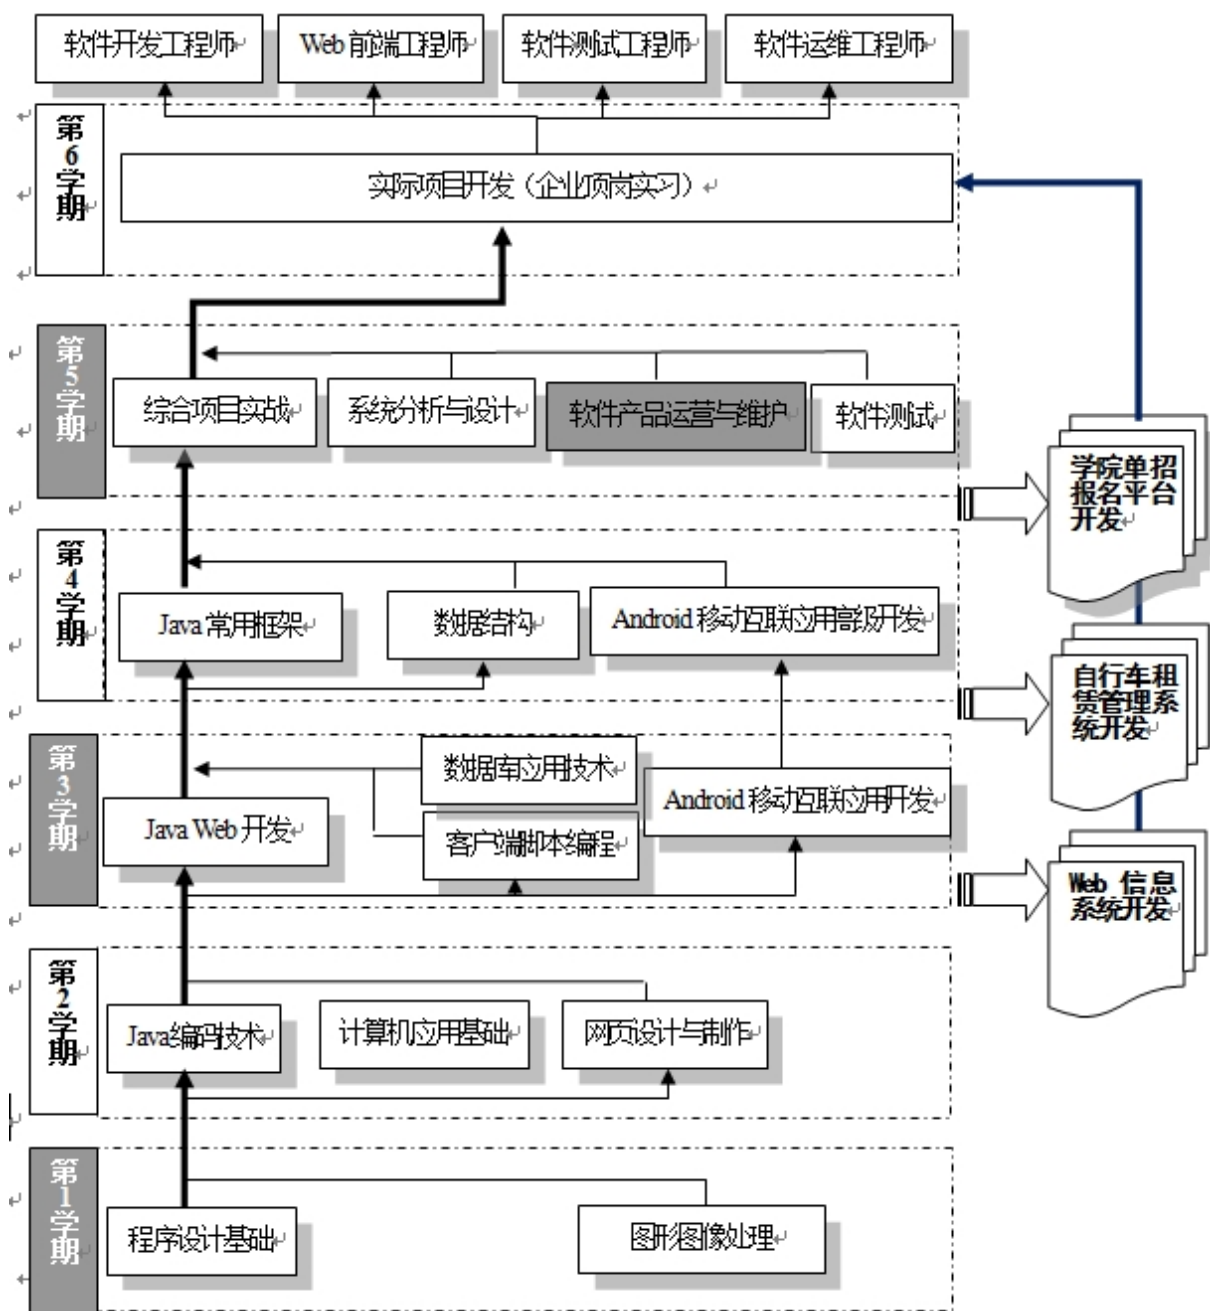 软件开发工程师
Web 前端工程师
软件测试工程师
软件运维工程师
第
6
学
期
实际项目开发（企业顶岗实习）
第
5
学
期
综合项目实战
系统分析与设计
软件产品运营与维护
软件测试
学院单招
报名平台
开发
第
4
学
期
Java 常用框架
数据结构
Android 移动互联应用高级开发
自行车租
赁管理系
统开发
第
3
学
期
数据库应用技术
Java Web 开发
客户端脚本编程
Android 移动互联应用开发
Web 信息
系统开发
第
2
学
期
Java编码技术
计算机应用基础
网页设计与制作
第
1
学
期
程序设计基础
图形图像处理